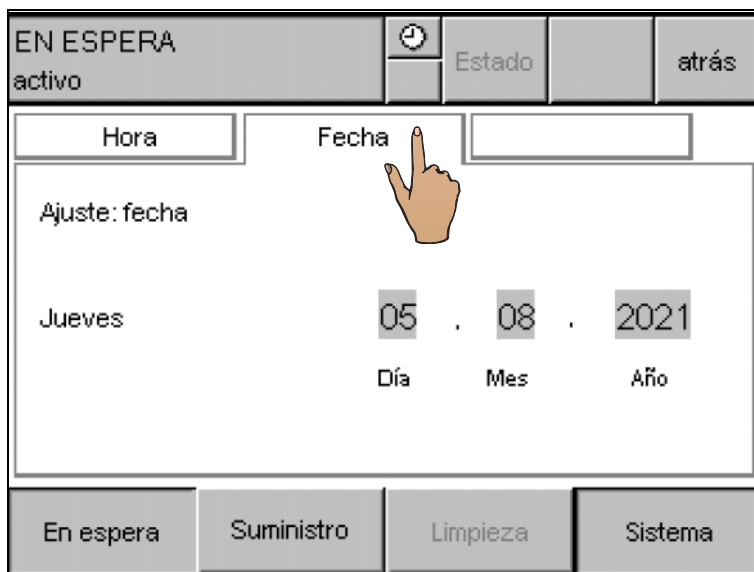 EN ESPERA
activo
Estado
atrás
Hora
Fecha
Ajuste: fecha
Jueves
05 . 08 . 2021
Día Mes Año
En espera
Suministro
Limpieza
Sistema